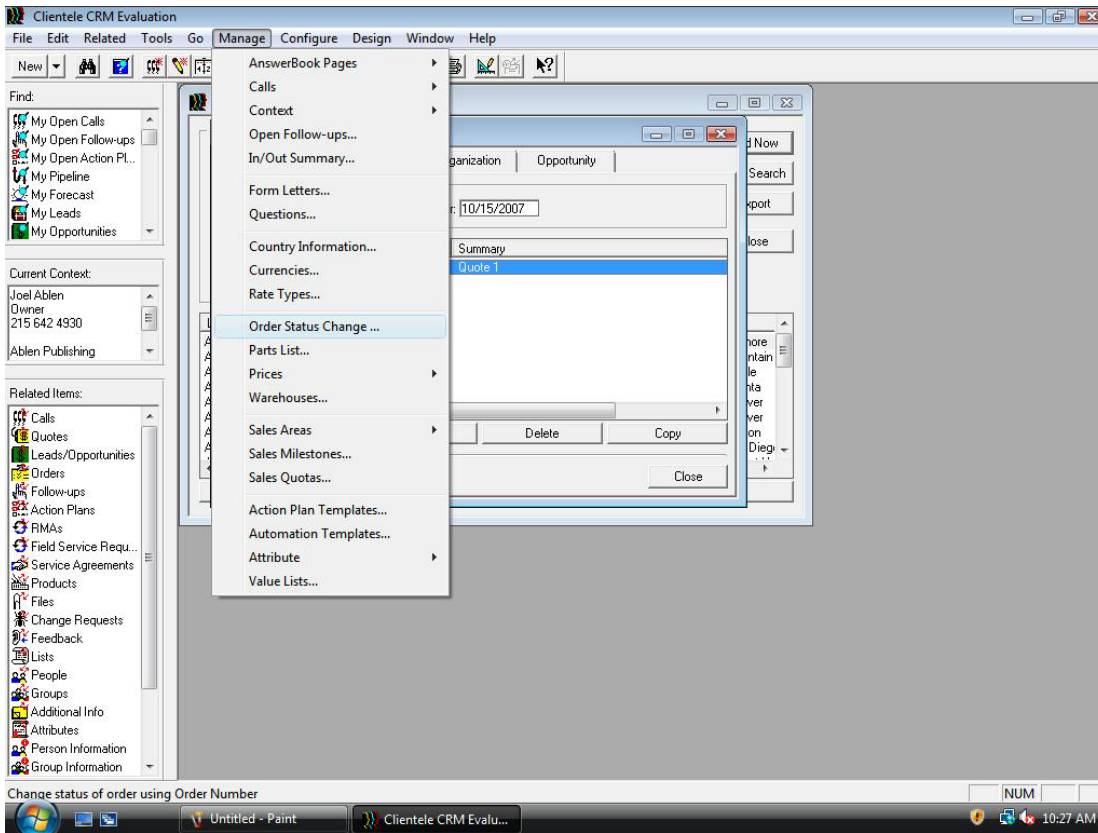 Clientele CRM Evaluation
File Edit Related Tools Go Manage Configure Design Window Help
New
Find:
My Open Calls
My Open Follow-ups
My Open Action Pl...
My Pipeline
My Forecast
My Leads
My Opportunities
Current Context:
Joel Ablen
Owner
215 642 4930
Ablen Publishing
Related Items:
Calls
Quotes
Leads/Opportunities
Orders
Follow-ups
Action Plans
RMAs
Field Service Requ...
Service Agreements
Products
Files
Change Requests
Feedback
Lists
People
Groups
Additional Info
Attributes
Person Information
Group Information
AnswerBook Pages
Calls
Context
Open Follow-ups...
In/Out Summary...
Form Letters...
Questions...
Country Information...
Currencies...
Rate Types...
Order Status Change ...
Parts List...
Prices
Warehouses...
Sales Areas
Sales Milestones...
Sales Quotas...
Action Plan Templates...
Automation Templates...
Attribute
Value Lists...
ganization Opportunity
r: 10/15/2007
Summary
Quote 1
Delete Copy
Close
d Now
Search
xport
lose
more
ntain
le
nta
ver
ver
on
Dieg
Change status of order using Order Number
NUM
Untitled - Paint
Clientele CRM Evalu...
10:27 AM